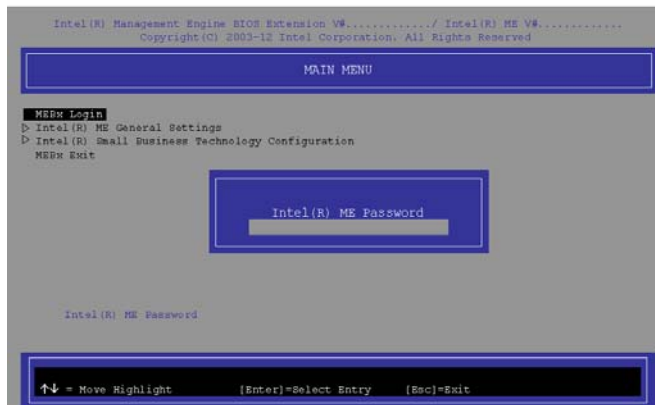 Intel(R) Management Engine BIOS Extension V#............./ Intel(R) ME V#.............
Copyright(C) 2003-12 Intel Corporation. All Rights Reserved
MAIN MENU
MEBx Login
▷ Intel(R) ME General Settings
▷ Intel(R) Small Business Technology Configuration
MEBx Exit
Intel(R) ME Password
Intel(R) ME Password
↑↓ = Move Highlight [Enter]=Select Entry [Esc]=Exit